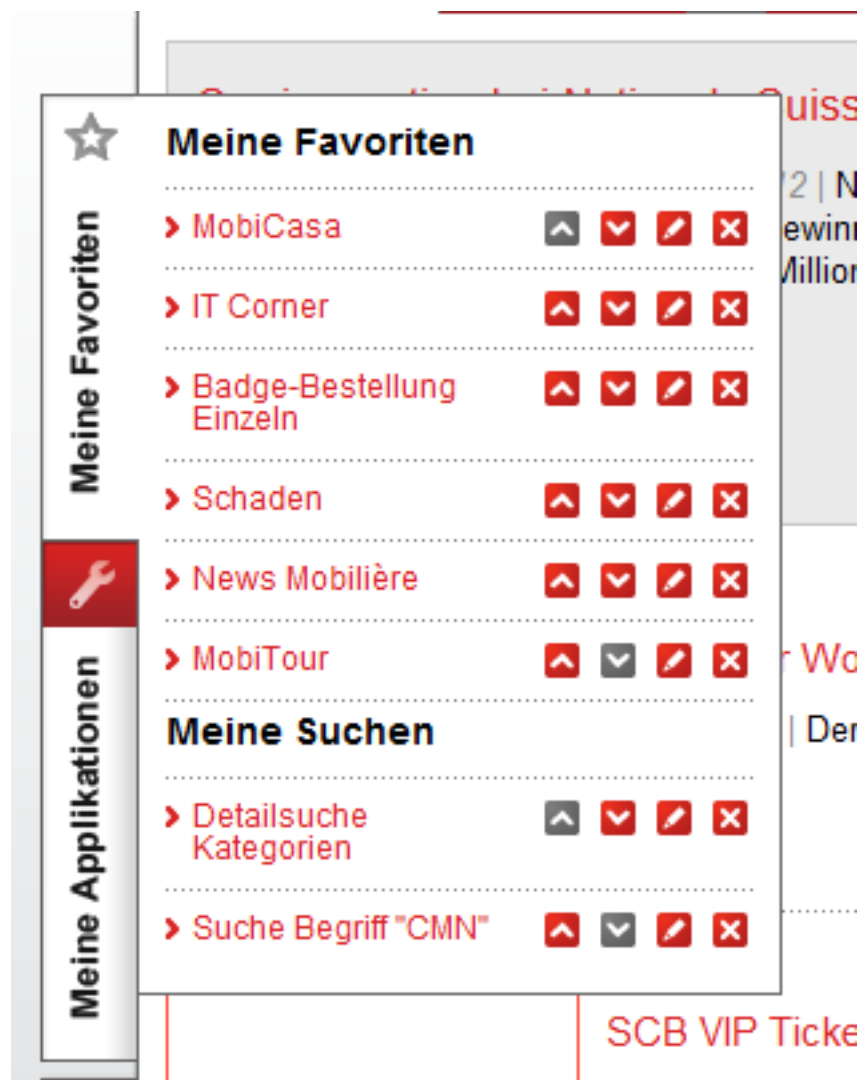 Meine Favoriten
Meine Applikationen
Meine Favoriten
MobiCasa
IT Corner
Badge-Bestellung
Einzeln
Schaden
News Mobilière
MobiTour
Meine Suchen
Detailsuche
Kategorien
Suche Begriff "CMN"
| N
| Der
SCB VIP